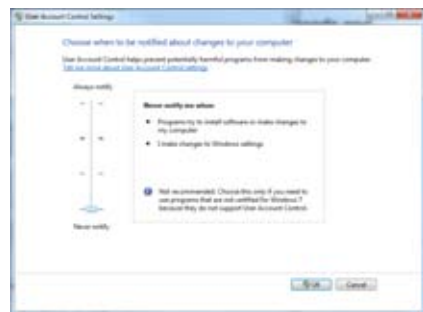 User Account Control Settings
Choose when to be notified about changes to your computer
User Account Control helps prevent potentially harmful programs from making changes to your computer.
Tell me more about User Account Control settings
Always notify
Never notify me when:
• Programs try to install software or make changes to
my computer
• I make changes to Windows settings
Not recommended. Choose this only if you need to
use programs that are not certified for Windows 7
because they do not support User Account Control.
Never notify
OK
Cancel